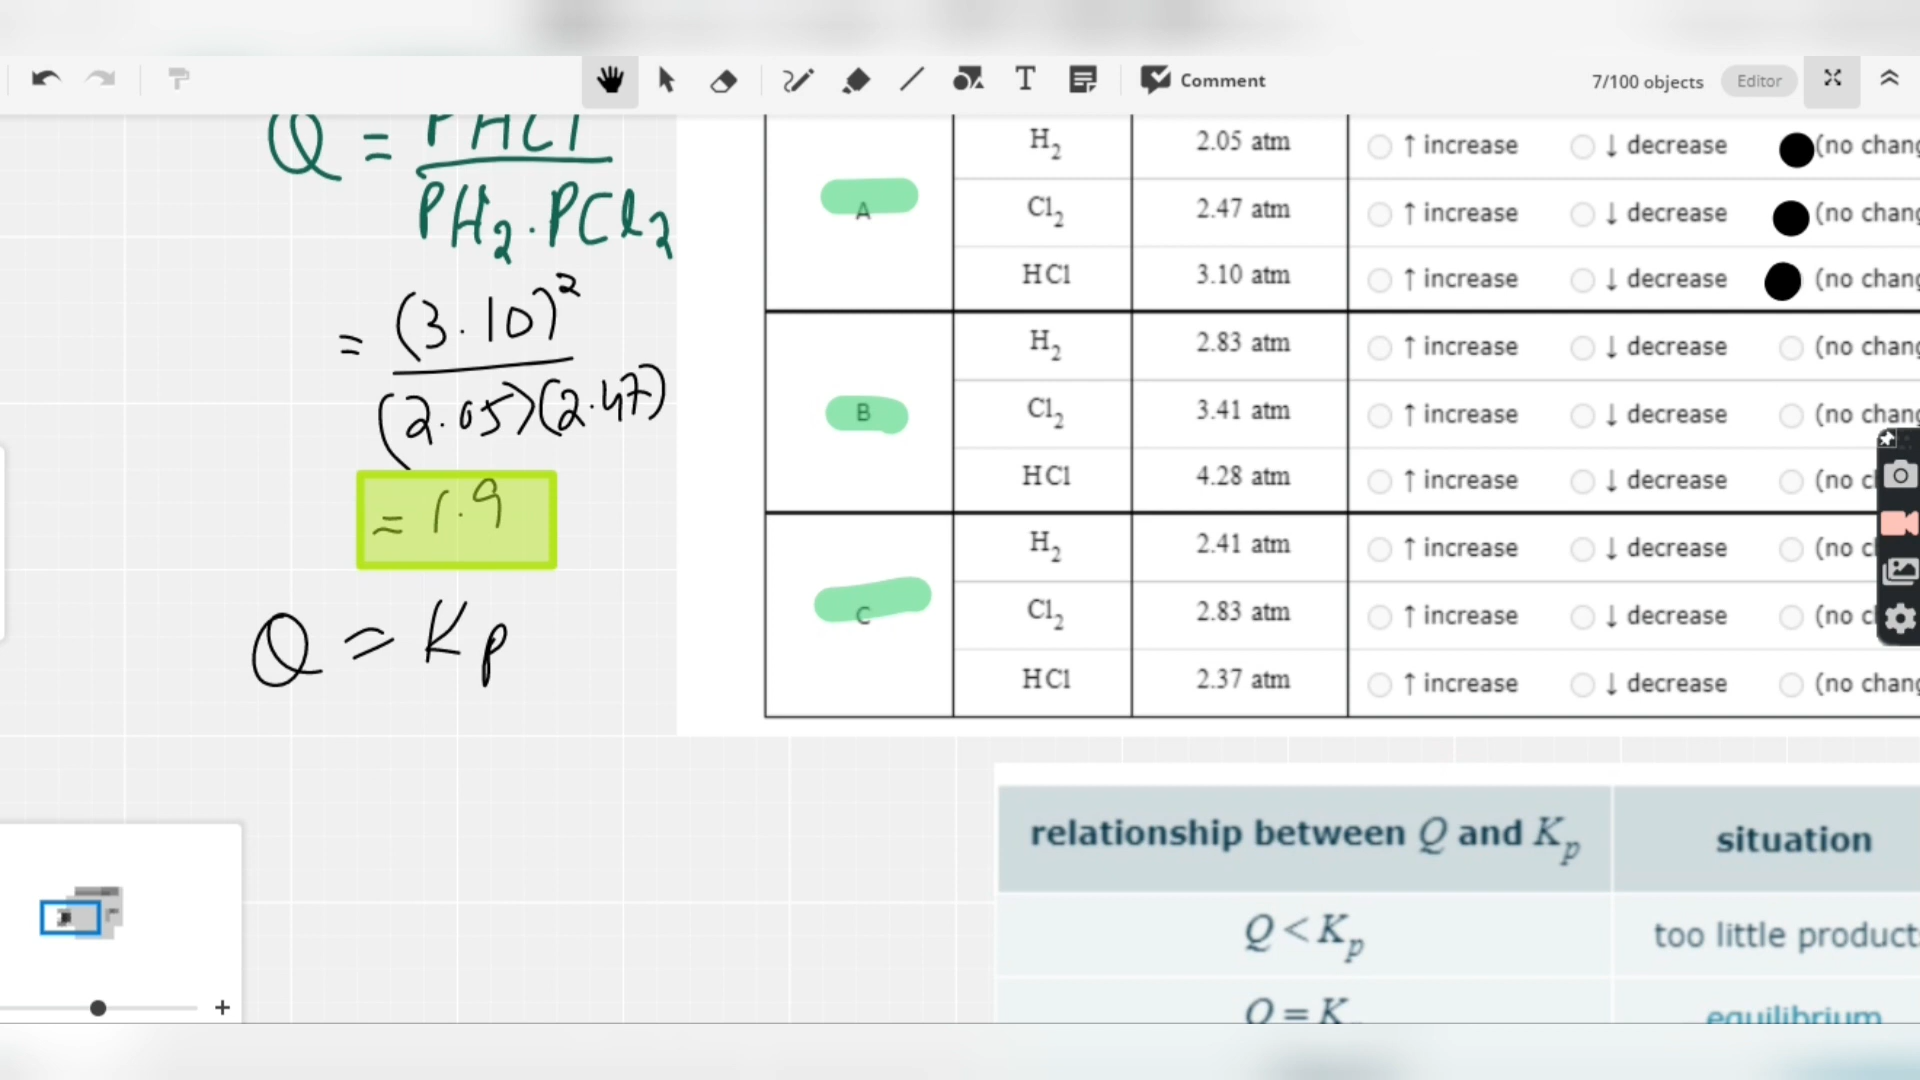 Comment 7/100 objects Editor
Q = PHCl
PH2 . PCl2
= (3.10)²
(2.05)(2.47)
= 1.9
Q = Kp
A
H2 2.05 atm ↑ increase ↓ decrease (no chang
Cl2 2.47 atm ↑ increase ↓ decrease (no chang
HCl 3.10 atm ↑ increase ↓ decrease (no chang
B
H2 2.83 atm ↑ increase ↓ decrease (no chang
Cl2 3.41 atm ↑ increase ↓ decrease (no chang
HCl 4.28 atm ↑ increase ↓ decrease (no c
C
H2 2.41 atm ↑ increase ↓ decrease (no c
Cl2 2.83 atm ↑ increase ↓ decrease (no c
HCl 2.37 atm ↑ increase ↓ decrease (no chang
relationship between Q and Kp situation
Q < Kp too little product
Q = K equilibrium
+